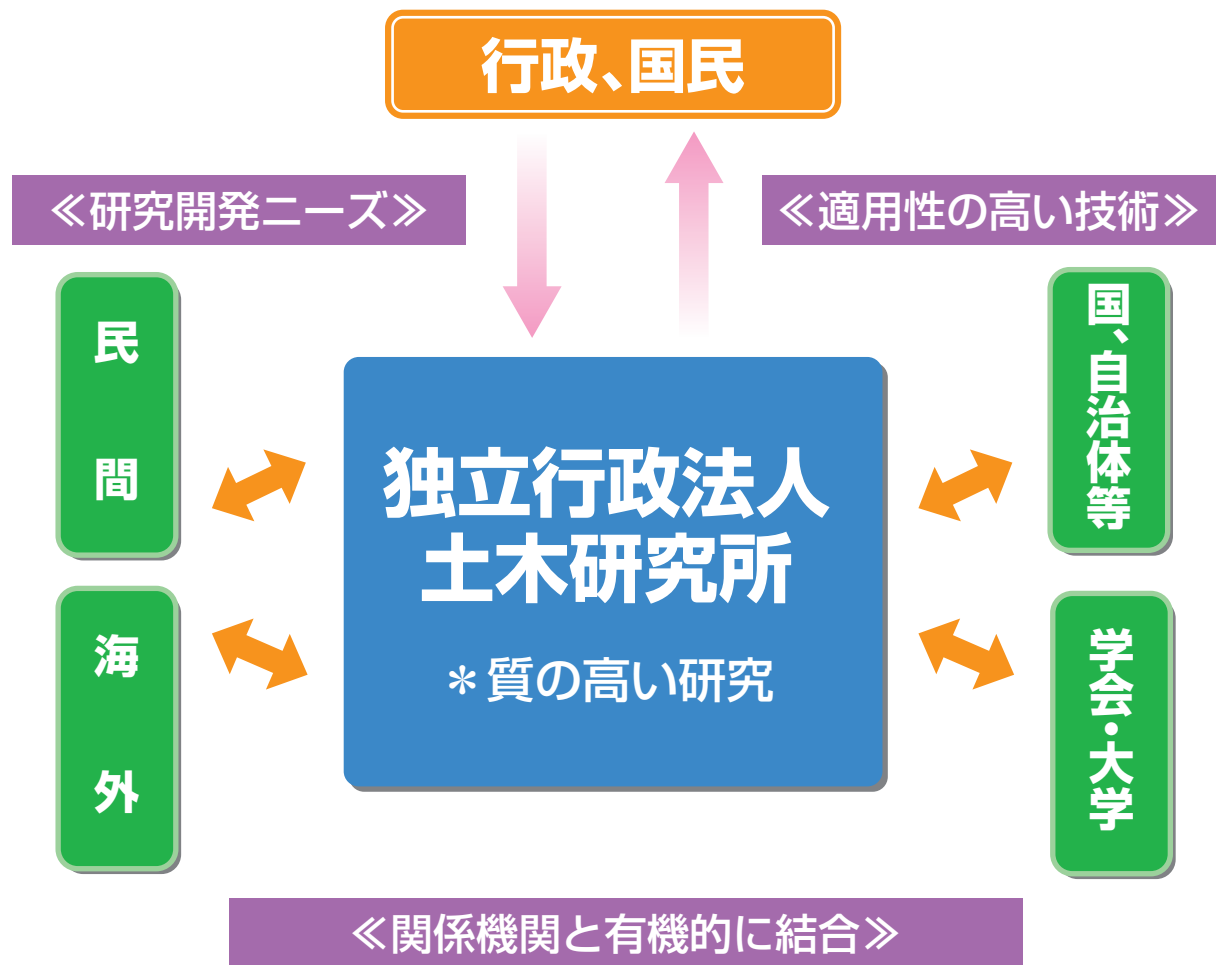 行政、国民
≪研究開発ニーズ≫
≪適用性の高い技術≫
民間
国、自治体等
独立行政法人
土木研究所
＊質の高い研究
海外
学会・大学
≪関係機関と有機的に結合≫